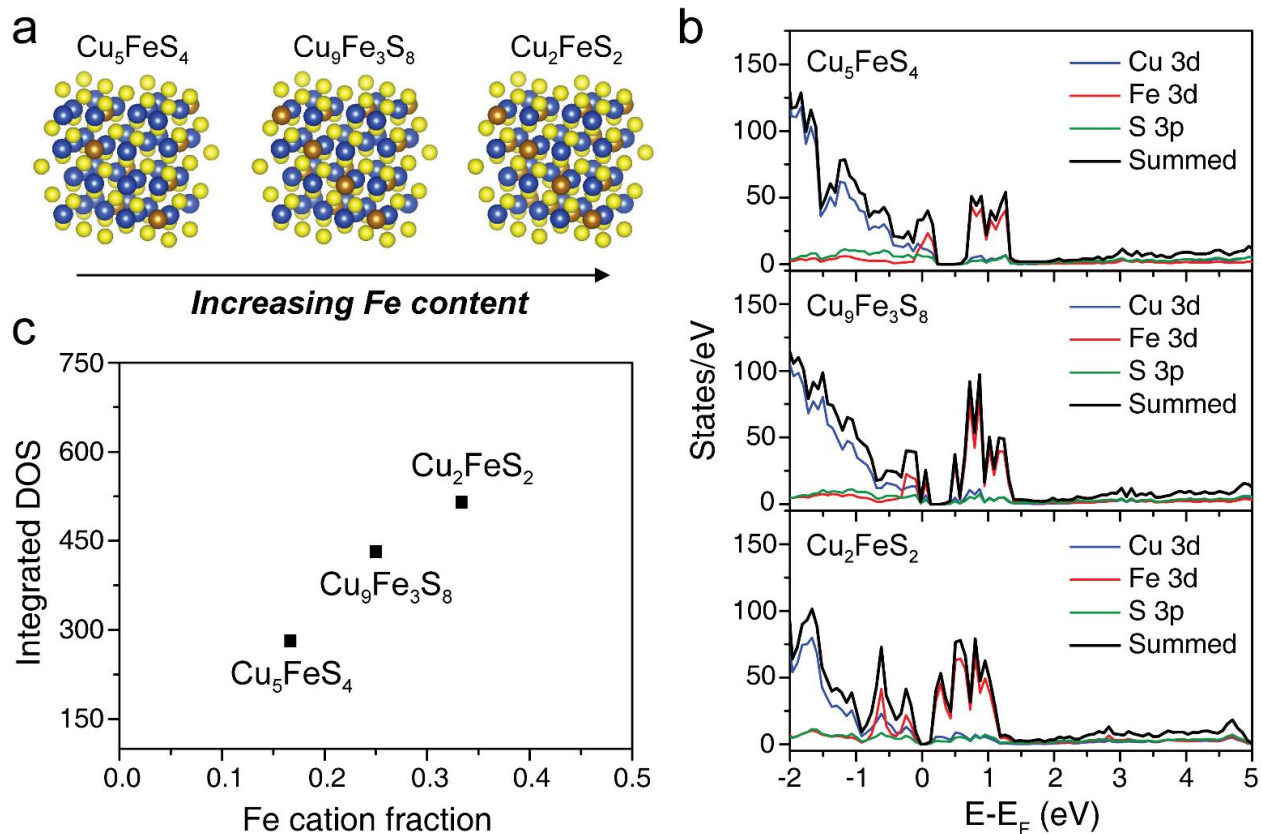 a
Cu₅FeS₄ Cu₉Fe₃S₈ Cu₂FeS₂
Increasing Fe content
b
Cu₅FeS₄
Cu 3d
Fe 3d
S 3p
Summed
150
100
50
0
Cu₉Fe₃S₈
Cu 3d
Fe 3d
S 3p
Summed
150
100
50
0
Cu₂FeS₂
Cu 3d
Fe 3d
S 3p
Summed
150
100
50
0
States/eV
-2 -1 0 1 2 3 4 5
E-E_F (eV)
c
750
600
450
300
150
Integrated DOS
Cu₂FeS₂
Cu₉Fe₃S₈
Cu₅FeS₄
0.0 0.1 0.2 0.3 0.4 0.5
Fe cation fraction